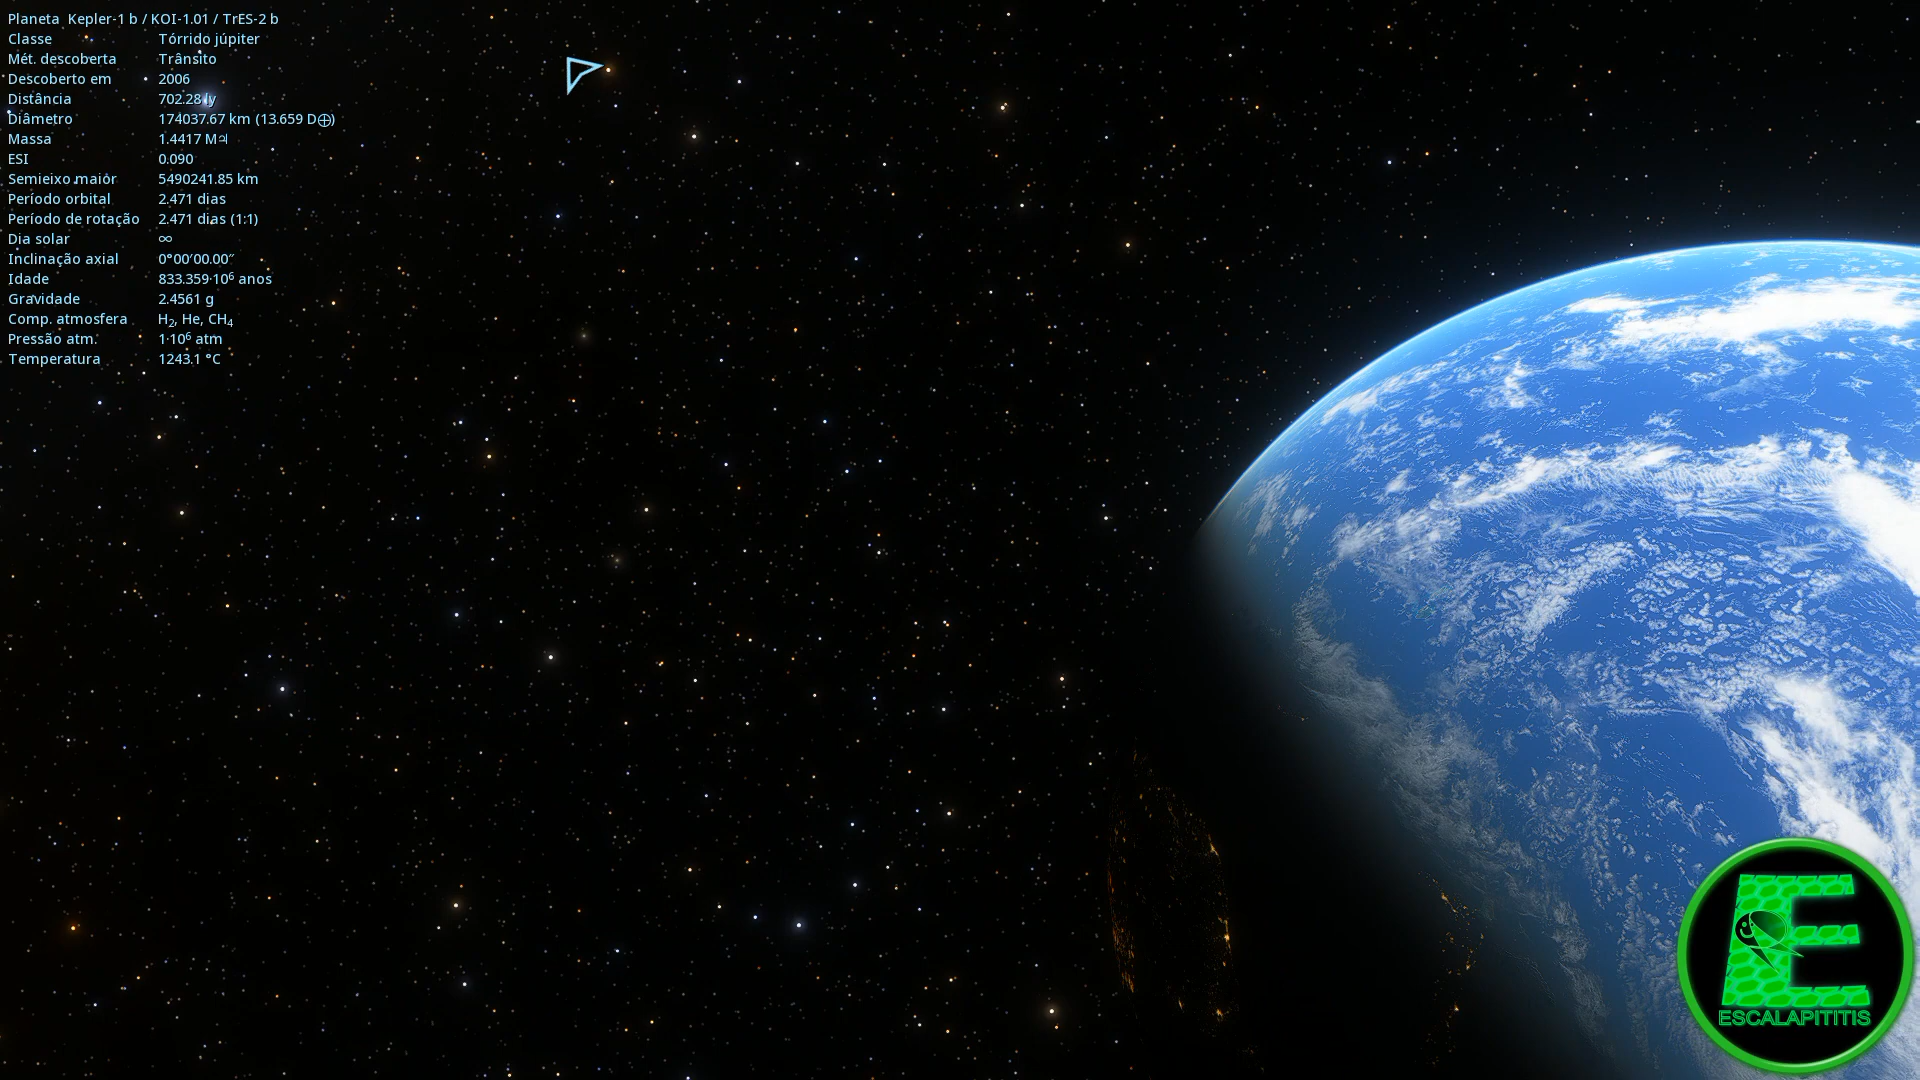 Planeta Kepler-1 b / KOI-1.01 / TrES-2 b
Classe Tórrido júpiter
Mét. descoberta Trânsito
Descoberto em 2006
Distância 702.28 ly
Diâmetro 174037.67 km (13.659 D⨁)
Massa 1.4417 M♃
ESI 0.090
Semieixo maior 5490241.85 km
Período orbital 2.471 dias
Período de rotação 2.471 dias (1:1)
Dia solar ∞
Inclinação axial 0°00′00.00″
Idade 833.359·10⁶ anos
Gravidade 2.4561 g
Comp. atmosfera H₂, He, CH₄
Pressão atm. 1·10⁶ atm
Temperatura 1243.1 °C
E
ESCALAPITITIS